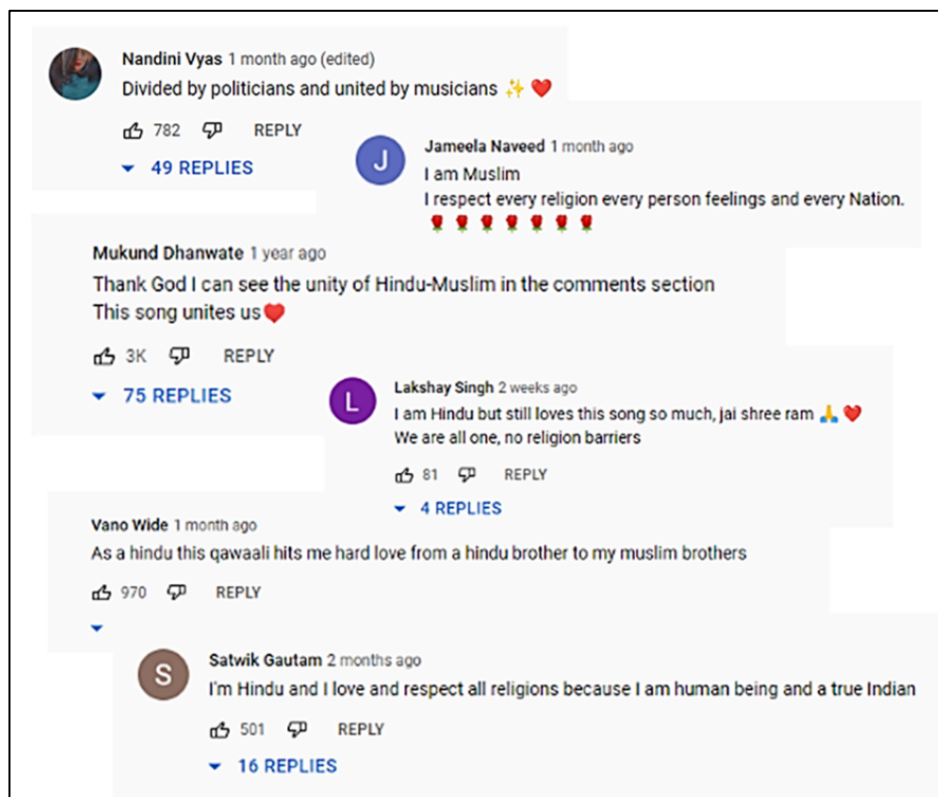 Nandini Vyas 1 month ago (edited)
Divided by politicians and united by musicians ✨ ❤️
782 REPLY
49 REPLIES
J
Jameela Naveed 1 month ago
I am Muslim
I respect every religion every person feelings and every Nation.
🌹 🌹 🌹 🌹 🌹 🌹 🌹
Mukund Dhanwate 1 year ago
Thank God I can see the unity of Hindu-Muslim in the comments section
This song unites us❤️
3K REPLY
75 REPLIES
L
Lakshay Singh 2 weeks ago
I am Hindu but still loves this song so much, jai shree ram 🙏 ❤️
We are all one, no religion barriers
81 REPLY
4 REPLIES
Vano Wide 1 month ago
As a hindu this qawaali hits me hard love from a hindu brother to my muslim brothers
970 REPLY
S
Satwik Gautam 2 months ago
I'm Hindu and I love and respect all religions because I am human being and a true Indian
501 REPLY
16 REPLIES